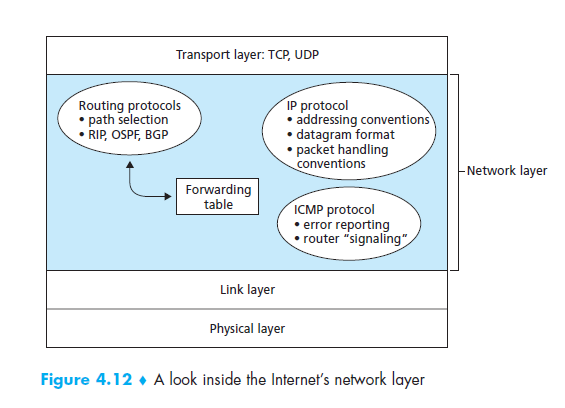 Transport layer: TCP, UDP
Routing protocols
• path selection
• RIP, OSPF, BGP
IP protocol
• addressing conventions
• datagram format
• packet handling
conventions
Network layer
Forwarding
table
ICMP protocol
• error reporting
• router “signaling”
Link layer
Physical layer
Figure 4.12 ♦ A look inside the Internet’s network layer